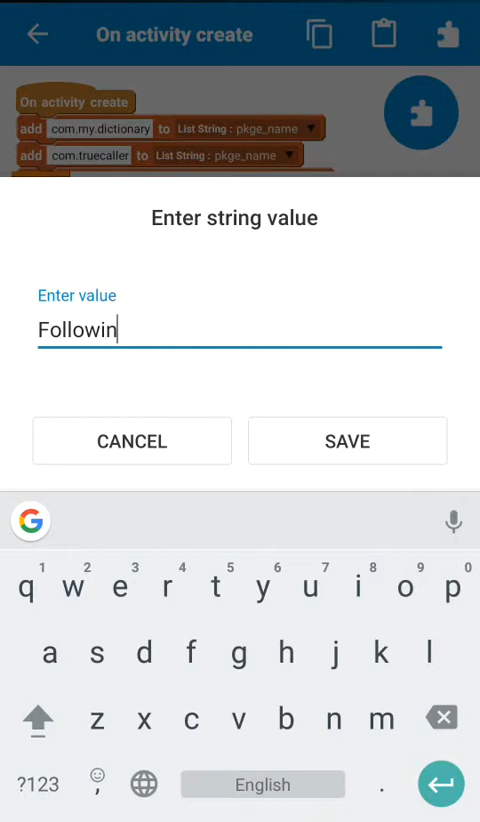 On activity create
On activity create
add com.my.dictionary to List String : pkge_name
add com.truecaller to List String : pkge_name
Enter string value
Enter value
Followin
CANCEL SAVE
G
1 2 3 4 5 6 7 8 9 0
q w e r t y u i o p
a s d f g h j k l
z x c v b n m
?123 , English .